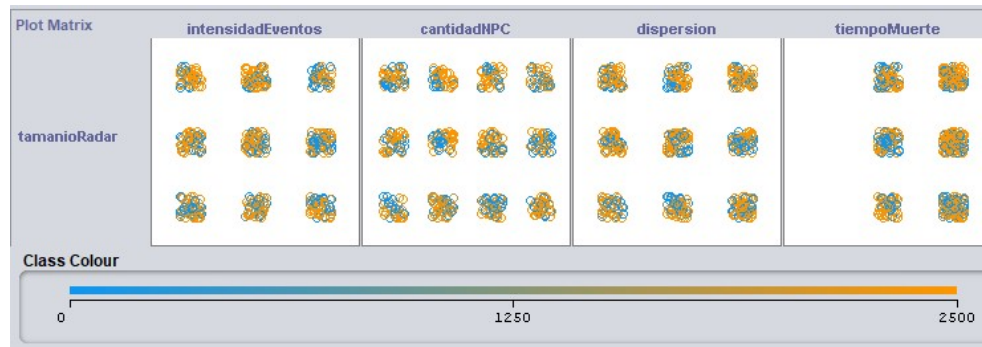 Plot Matrix intensidadEventos cantidadNPC dispersion tiempoMuerte
tamanioRadar
Class Colour
0 1250 2500